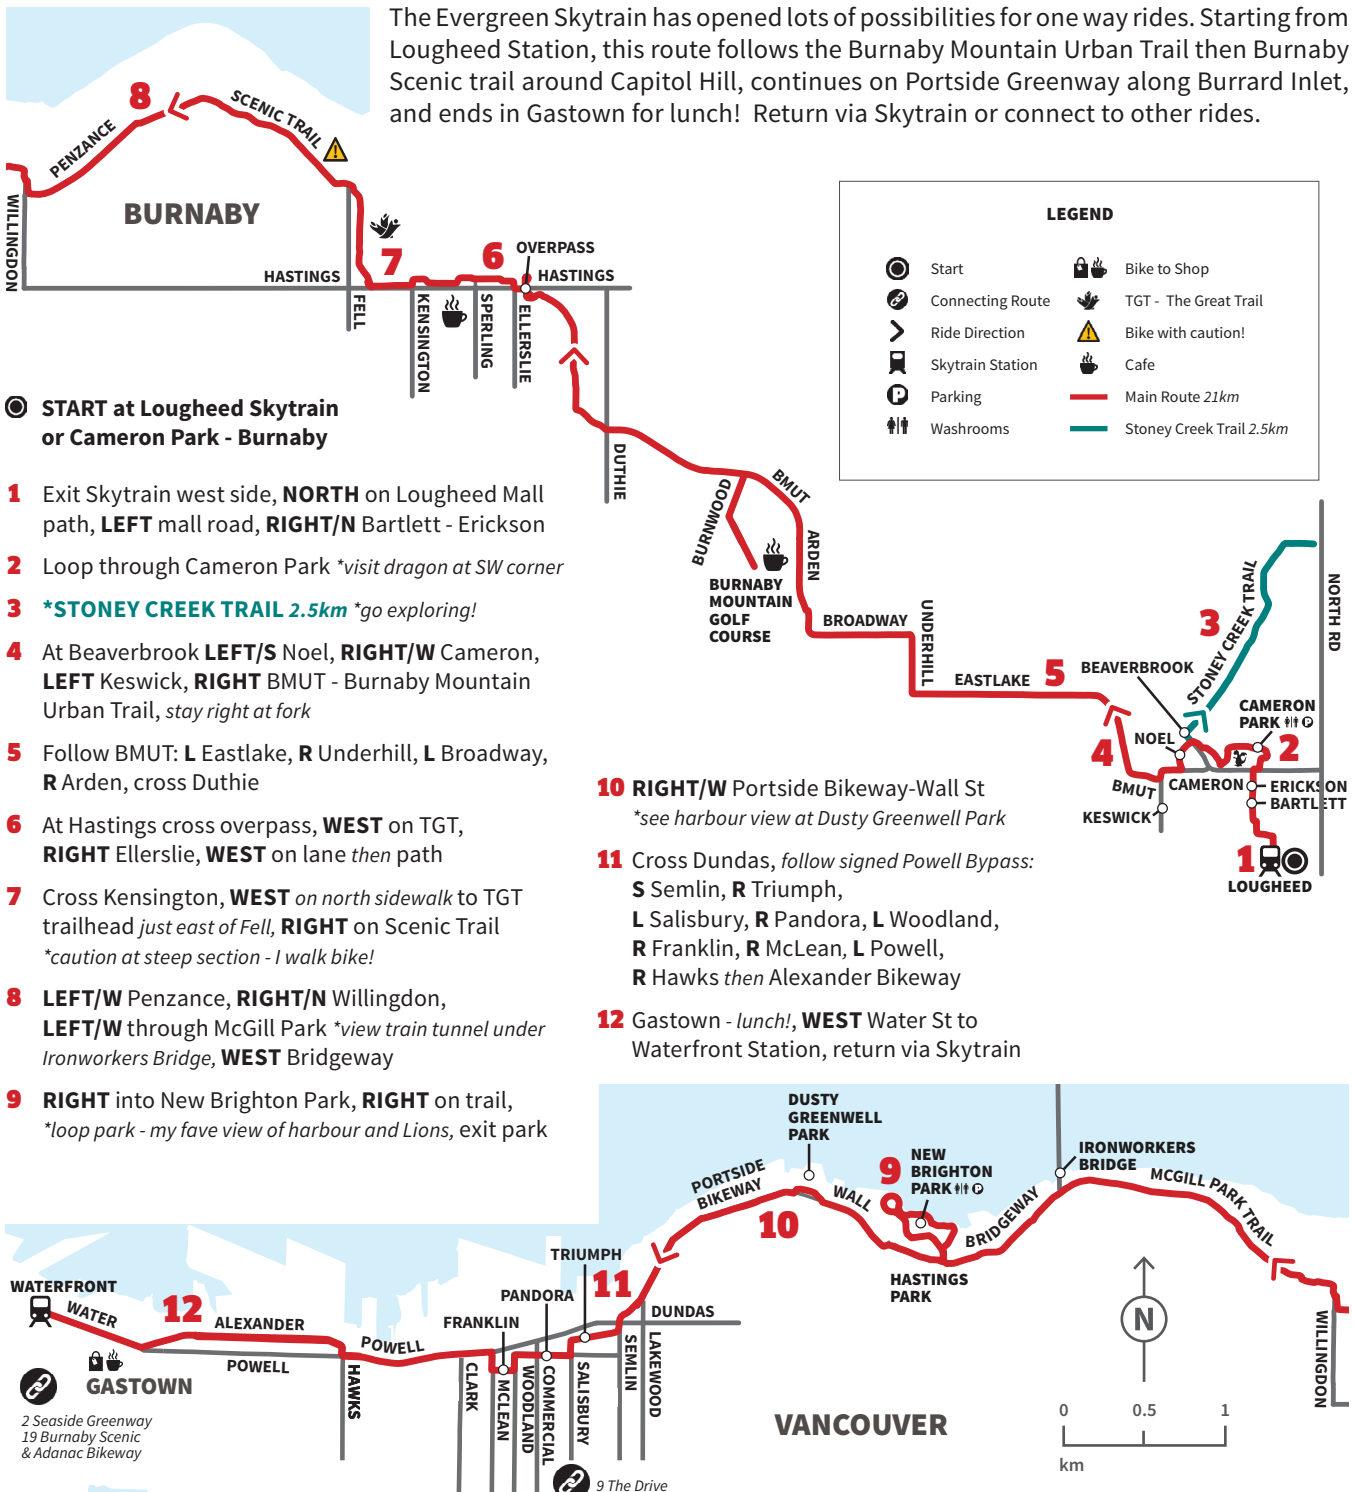 The Evergreen Skytrain has opened lots of possibilities for one way rides. Starting from
Lougheed Station, this route follows the Burnaby Mountain Urban Trail then Burnaby
Scenic trail around Capitol Hill, continues on Portside Greenway along Burrard Inlet,
and ends in Gastown for lunch! Return via Skytrain or connect to other rides.
8
SCENIC TRAIL
PENZANCE
WILLINGDON
BURNABY
HASTINGS
FELL
7
KENSINGTON
6
SPERLING
OVERPASS
HASTINGS
ELLERSLIE
DUTHIE
LEGEND
Start
Connecting Route
Ride Direction
Skytrain Station
P Parking
Washrooms
Bike to Shop
TGT - The Great Trail
Bike with caution!
Cafe
Main Route 21km
Stoney Creek Trail 2.5km
START at Lougheed Skytrain
or Cameron Park - Burnaby
1 Exit Skytrain west side, NORTH on Lougheed Mall
path, LEFT mall road, RIGHT/N Bartlett - Erickson
2 Loop through Cameron Park *visit dragon at SW corner
3 *STONEY CREEK TRAIL 2.5km *go exploring!
4 At Beaverbrook LEFT/S Noel, RIGHT/W Cameron,
LEFT Keswick, RIGHT BMUT - Burnaby Mountain
Urban Trail, stay right at fork
5 Follow BMUT: L Eastlake, R Underhill, L Broadway,
R Arden, cross Duthie
6 At Hastings cross overpass, WEST on TGT,
RIGHT Ellerslie, WEST on lane then path
7 Cross Kensington, WEST on north sidewalk to TGT
trailhead just east of Fell, RIGHT on Scenic Trail
*caution at steep section - I walk bike!
8 LEFT/W Penzance, RIGHT/N Willingdon,
LEFT/W through McGill Park *view train tunnel under
Ironworkers Bridge, WEST Bridgeway
9 RIGHT into New Brighton Park, RIGHT on trail,
*loop park - my fave view of harbour and Lions, exit park
BURNWOOD
BMUT
ARDEN
BURNABY
MOUNTAIN
GOLF
COURSE
BROADWAY
UNDERHILL
EASTLAKE
5
BEAVERBROOK
3
STONEY CREEK TRAIL
NORTH RD
CAMERON
PARK P
2
NOEL
4
BMUT
CAMERON
KESWICK
ERICKSON
BARTLETT
1
LOUGHEED
10 RIGHT/W Portside Bikeway-Wall St
*see harbour view at Dusty Greenwell Park
11 Cross Dundas, follow signed Powell Bypass:
S Semlin, R Triumph,
L Salisbury, R Pandora, L Woodland,
R Franklin, R McLean, L Powell,
R Hawks then Alexander Bikeway
12 Gastown - lunch!, WEST Water St to
Waterfront Station, return via Skytrain
DUSTY
GREENWELL
PARK
PORTSIDE
BIKEWAY
10
WALL
9
NEW
BRIGHTON
PARK P
BRIDGEWAY
IRONWORKERS
BRIDGE
MCGILL PARK TRAIL
HASTINGS
PARK
WILLINGDON
N
0 0.5 1
km
VANCOUVER
WATERFRONT
WATER
12
ALEXANDER
POWELL
GASTOWN
2 Seaside Greenway
19 Burnaby Scenic
& Adanac Bikeway
HAWKS
POWELL
FRANKLIN
PANDORA
TRIUMPH
11
DUNDAS
CLARK
MCLEAN
WOODLAND
COMMERCIAL
SALISBURY
SEMLIN
LAKEWOOD
9 The Drive